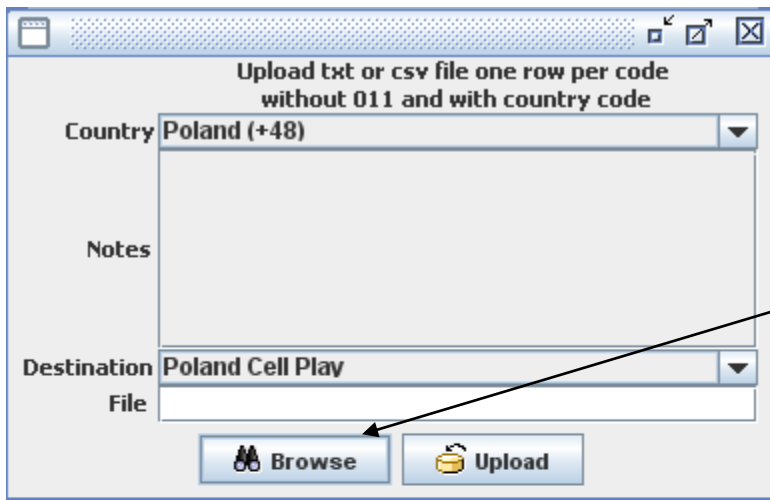 Upload txt or csv file one row per code
without 011 and with country code
Country Poland (+48)
Notes
Destination Poland Cell Play
File
Browse Upload